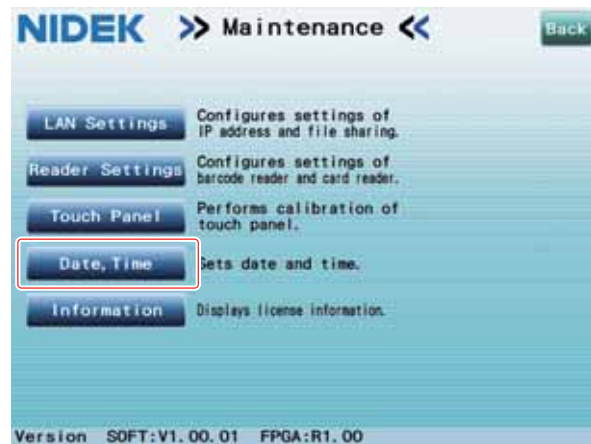 NIDEK >> Maintenance << Back
LAN Settings
Configures settings of
IP address and file sharing.
Reader Settings
Configures settings of
barcode reader and card reader.
Touch Panel
Performs calibration of
touch panel.
Date,Time
Sets date and time.
Information
Displays license information.
Version SOFT:V1.00.01 FPGA:R1.00